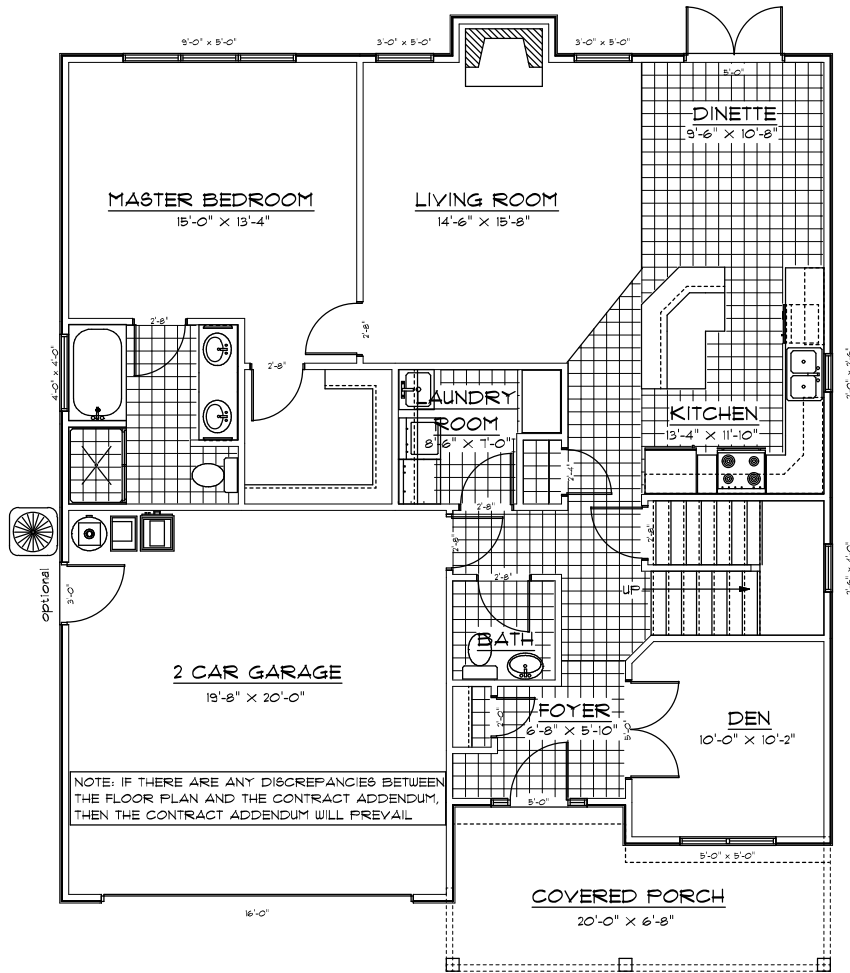 9'-0" x 5'-0"
3'-0" x 5'-0"
3'-0" x 5'-0"
5'-0"
DINETTE
9'-6" X 10'-8"
MASTER BEDROOM
15'-0" X 13'-4"
LIVING ROOM
14'-6" X 15'-8"
2'-8"
2'-8"
2'-8"
4'-0" x 4'-0"
LAUNDRY
ROOM
8'-6" X 7'-0"
KITCHEN
13'-4" X 11'-10"
2'-4"
2'-8"
2'-8"
2'-8"
2'-8"
optional
3'-0"
UP
BATH
2 CAR GARAGE
19'-8" X 20'-0"
2'-0"
FOYER
6'-8" X 5'-10"
5'-0"
DEN
10'-0" X 10'-2"
NOTE: IF THERE ARE ANY DISCREPANCIES BETWEEN
THE FLOOR PLAN AND THE CONTRACT ADDENDUM,
THEN THE CONTRACT ADDENDUM WILL PREVAIL
5'-0"
5'-0" x 5'-0"
COVERED PORCH
20'-0" X 6'-8"
16'-0"